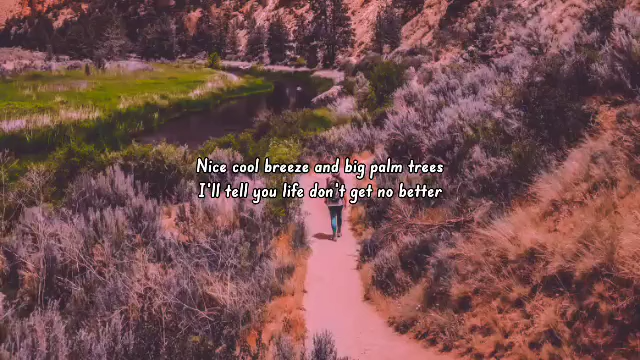 Nice cool breeze and big palm trees
I'll tell you life don't get no better